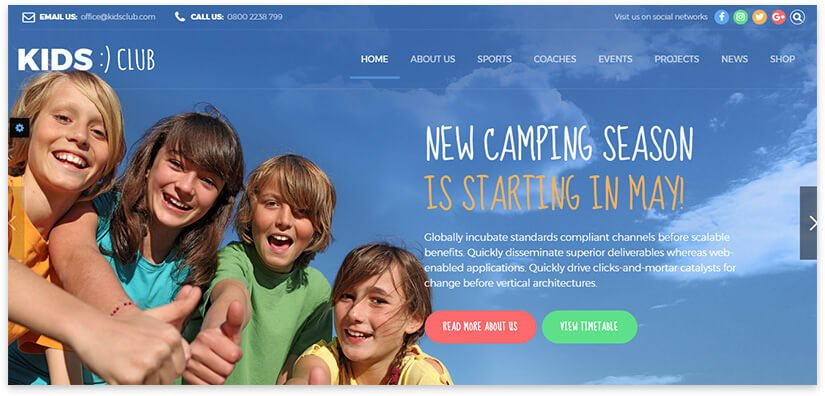 EMAIL US: office@kidsclub.com CALL US: 0800 2238 799 Visit us on social networks
KIDS :) CLUB
HOME ABOUT US SPORTS COACHES EVENTS PROJECTS NEWS SHOP
NEW CAMPING SEASON
IS STARTING IN MAY!
Globally incubate standards compliant channels before scalable
benefits. Quickly disseminate superior deliverables whereas web-
enabled applications. Quickly drive clicks-and-mortar catalysts for
change before vertical architectures.
READ MORE ABOUT US VIEW TIMETABLE